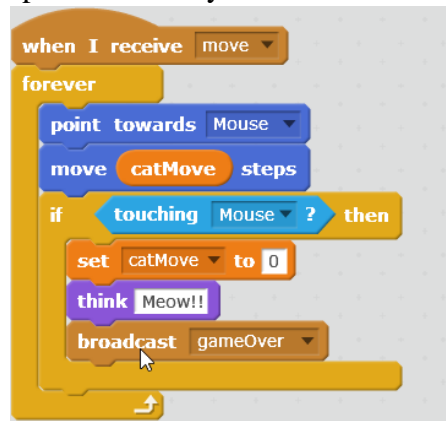 when I receive move
forever
point towards Mouse
move catMove steps
if touching Mouse ? then
set catMove to 0
think Meow!!
broadcast gameOver